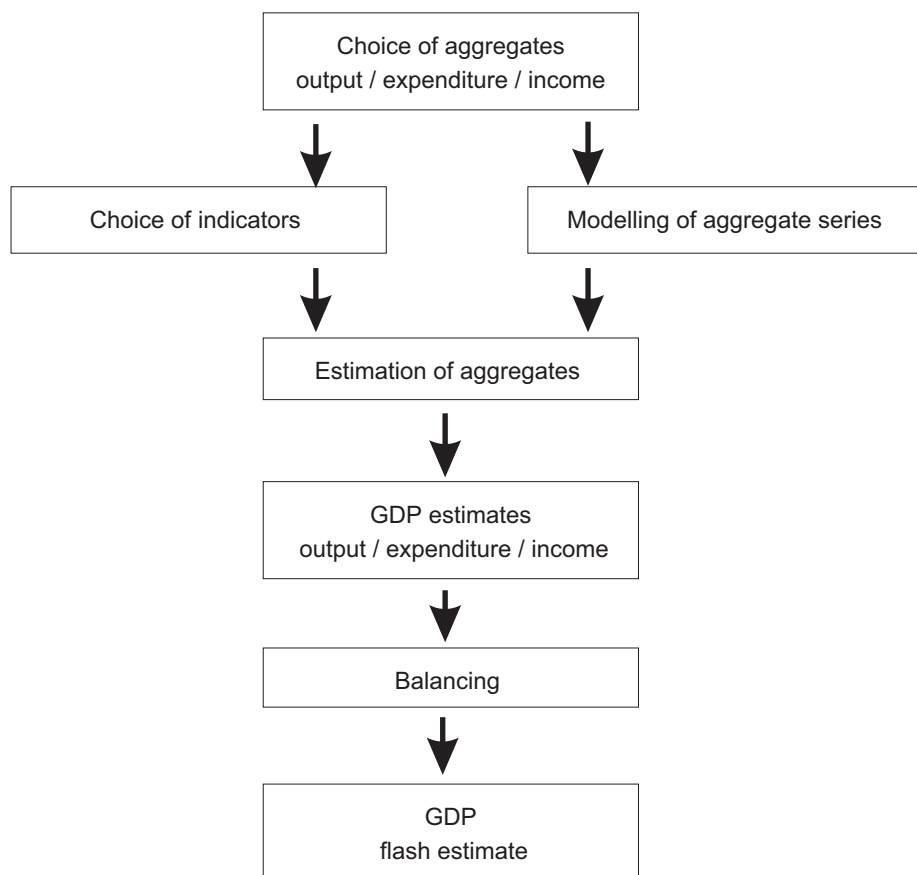 Choice of aggregates
output / expenditure / income
Choice of indicators
Modelling of aggregate series
Estimation of aggregates
GDP estimates
output / expenditure / income
Balancing
GDP
flash estimate